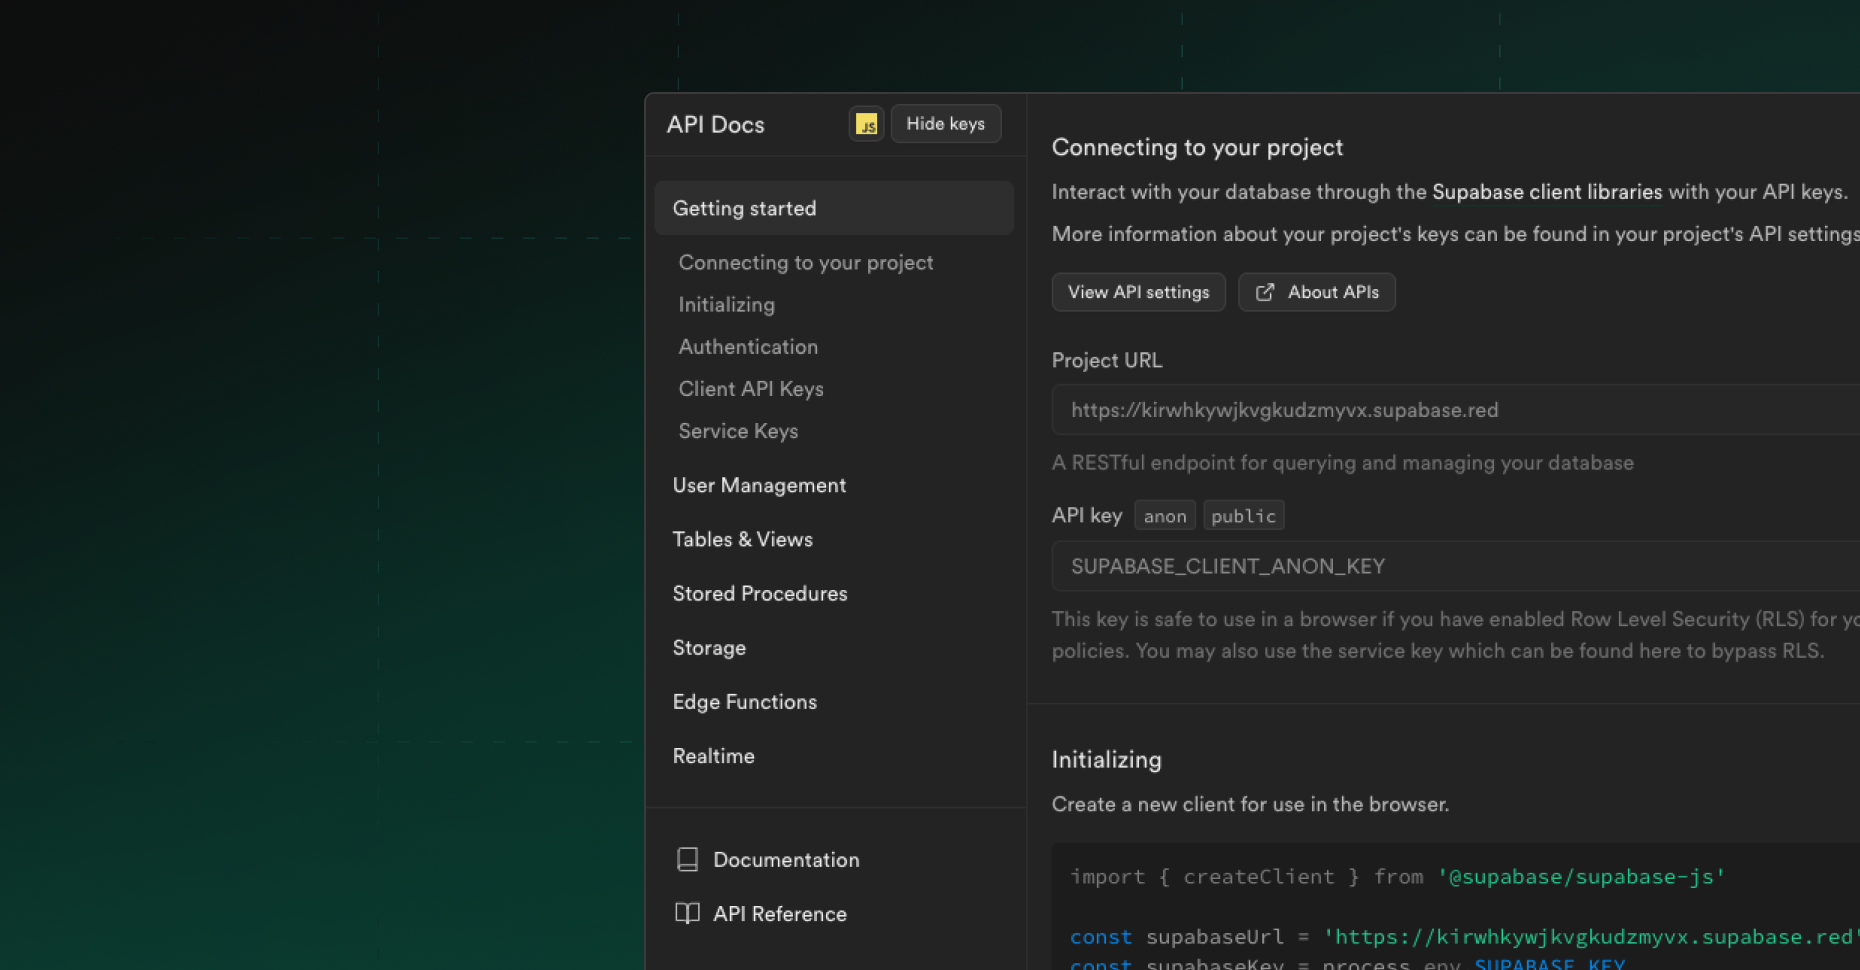 API Docs
JS
Hide keys
Getting started
Connecting to your project
Initializing
Authentication
Client API Keys
Service Keys
User Management
Tables & Views
Stored Procedures
Storage
Edge Functions
Realtime
Documentation
API Reference
Connecting to your project
Interact with your database through the Supabase client libraries with your API keys.
More information about your project's keys can be found in your project's API settings
View API settings
About APIs
Project URL
https://kirwhkywjkvgkudzmyvx.supabase.red
A RESTful endpoint for querying and managing your database
API key anon public
SUPABASE_CLIENT_ANON_KEY
This key is safe to use in a browser if you have enabled Row Level Security (RLS) for
policies. You may also use the service key which can be found here to bypass RLS.
Initializing
Create a new client for use in the browser.
import { createClient } from '@supabase/supabase-js'
const supabaseUrl = 'https://kirwhkywjkvgkudzmyvx.supabase.red'
const supabaseKey = process.env.SUPABASE_KEY